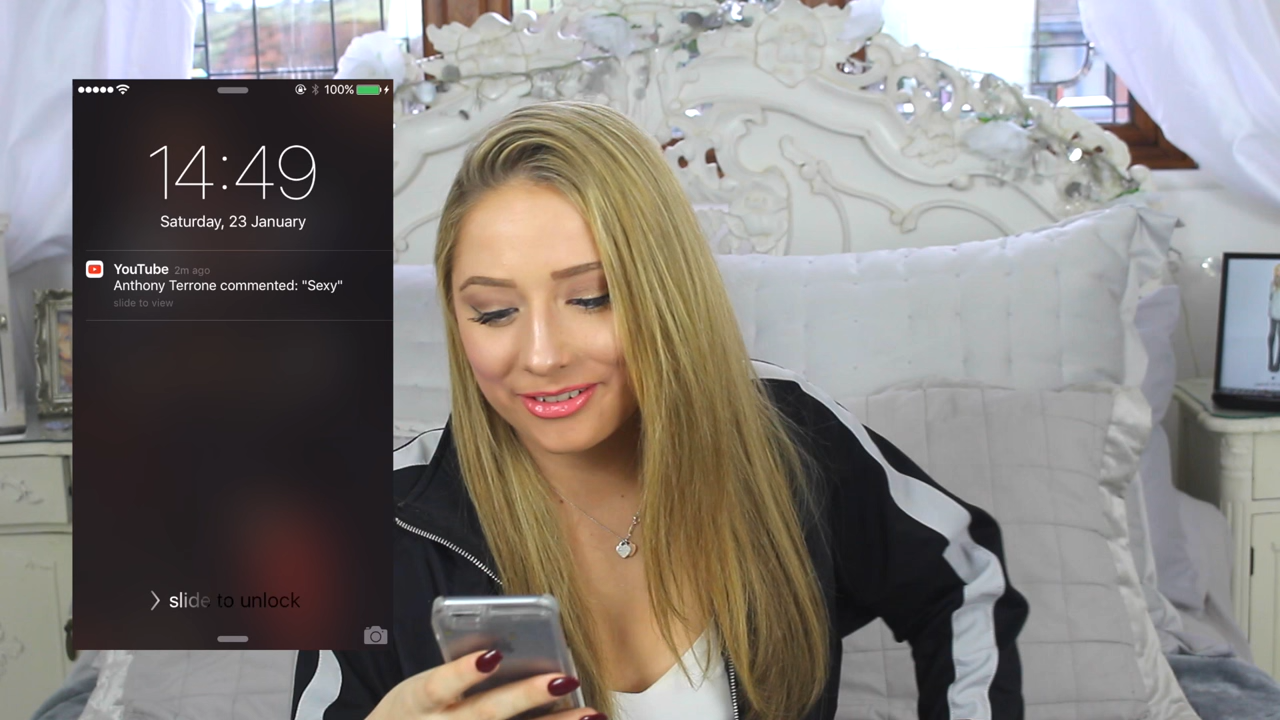 100%
14:49
Saturday, 23 January
YouTube 2m ago
Anthony Terrone commented: "Sexy"
slide to view
slide to unlock